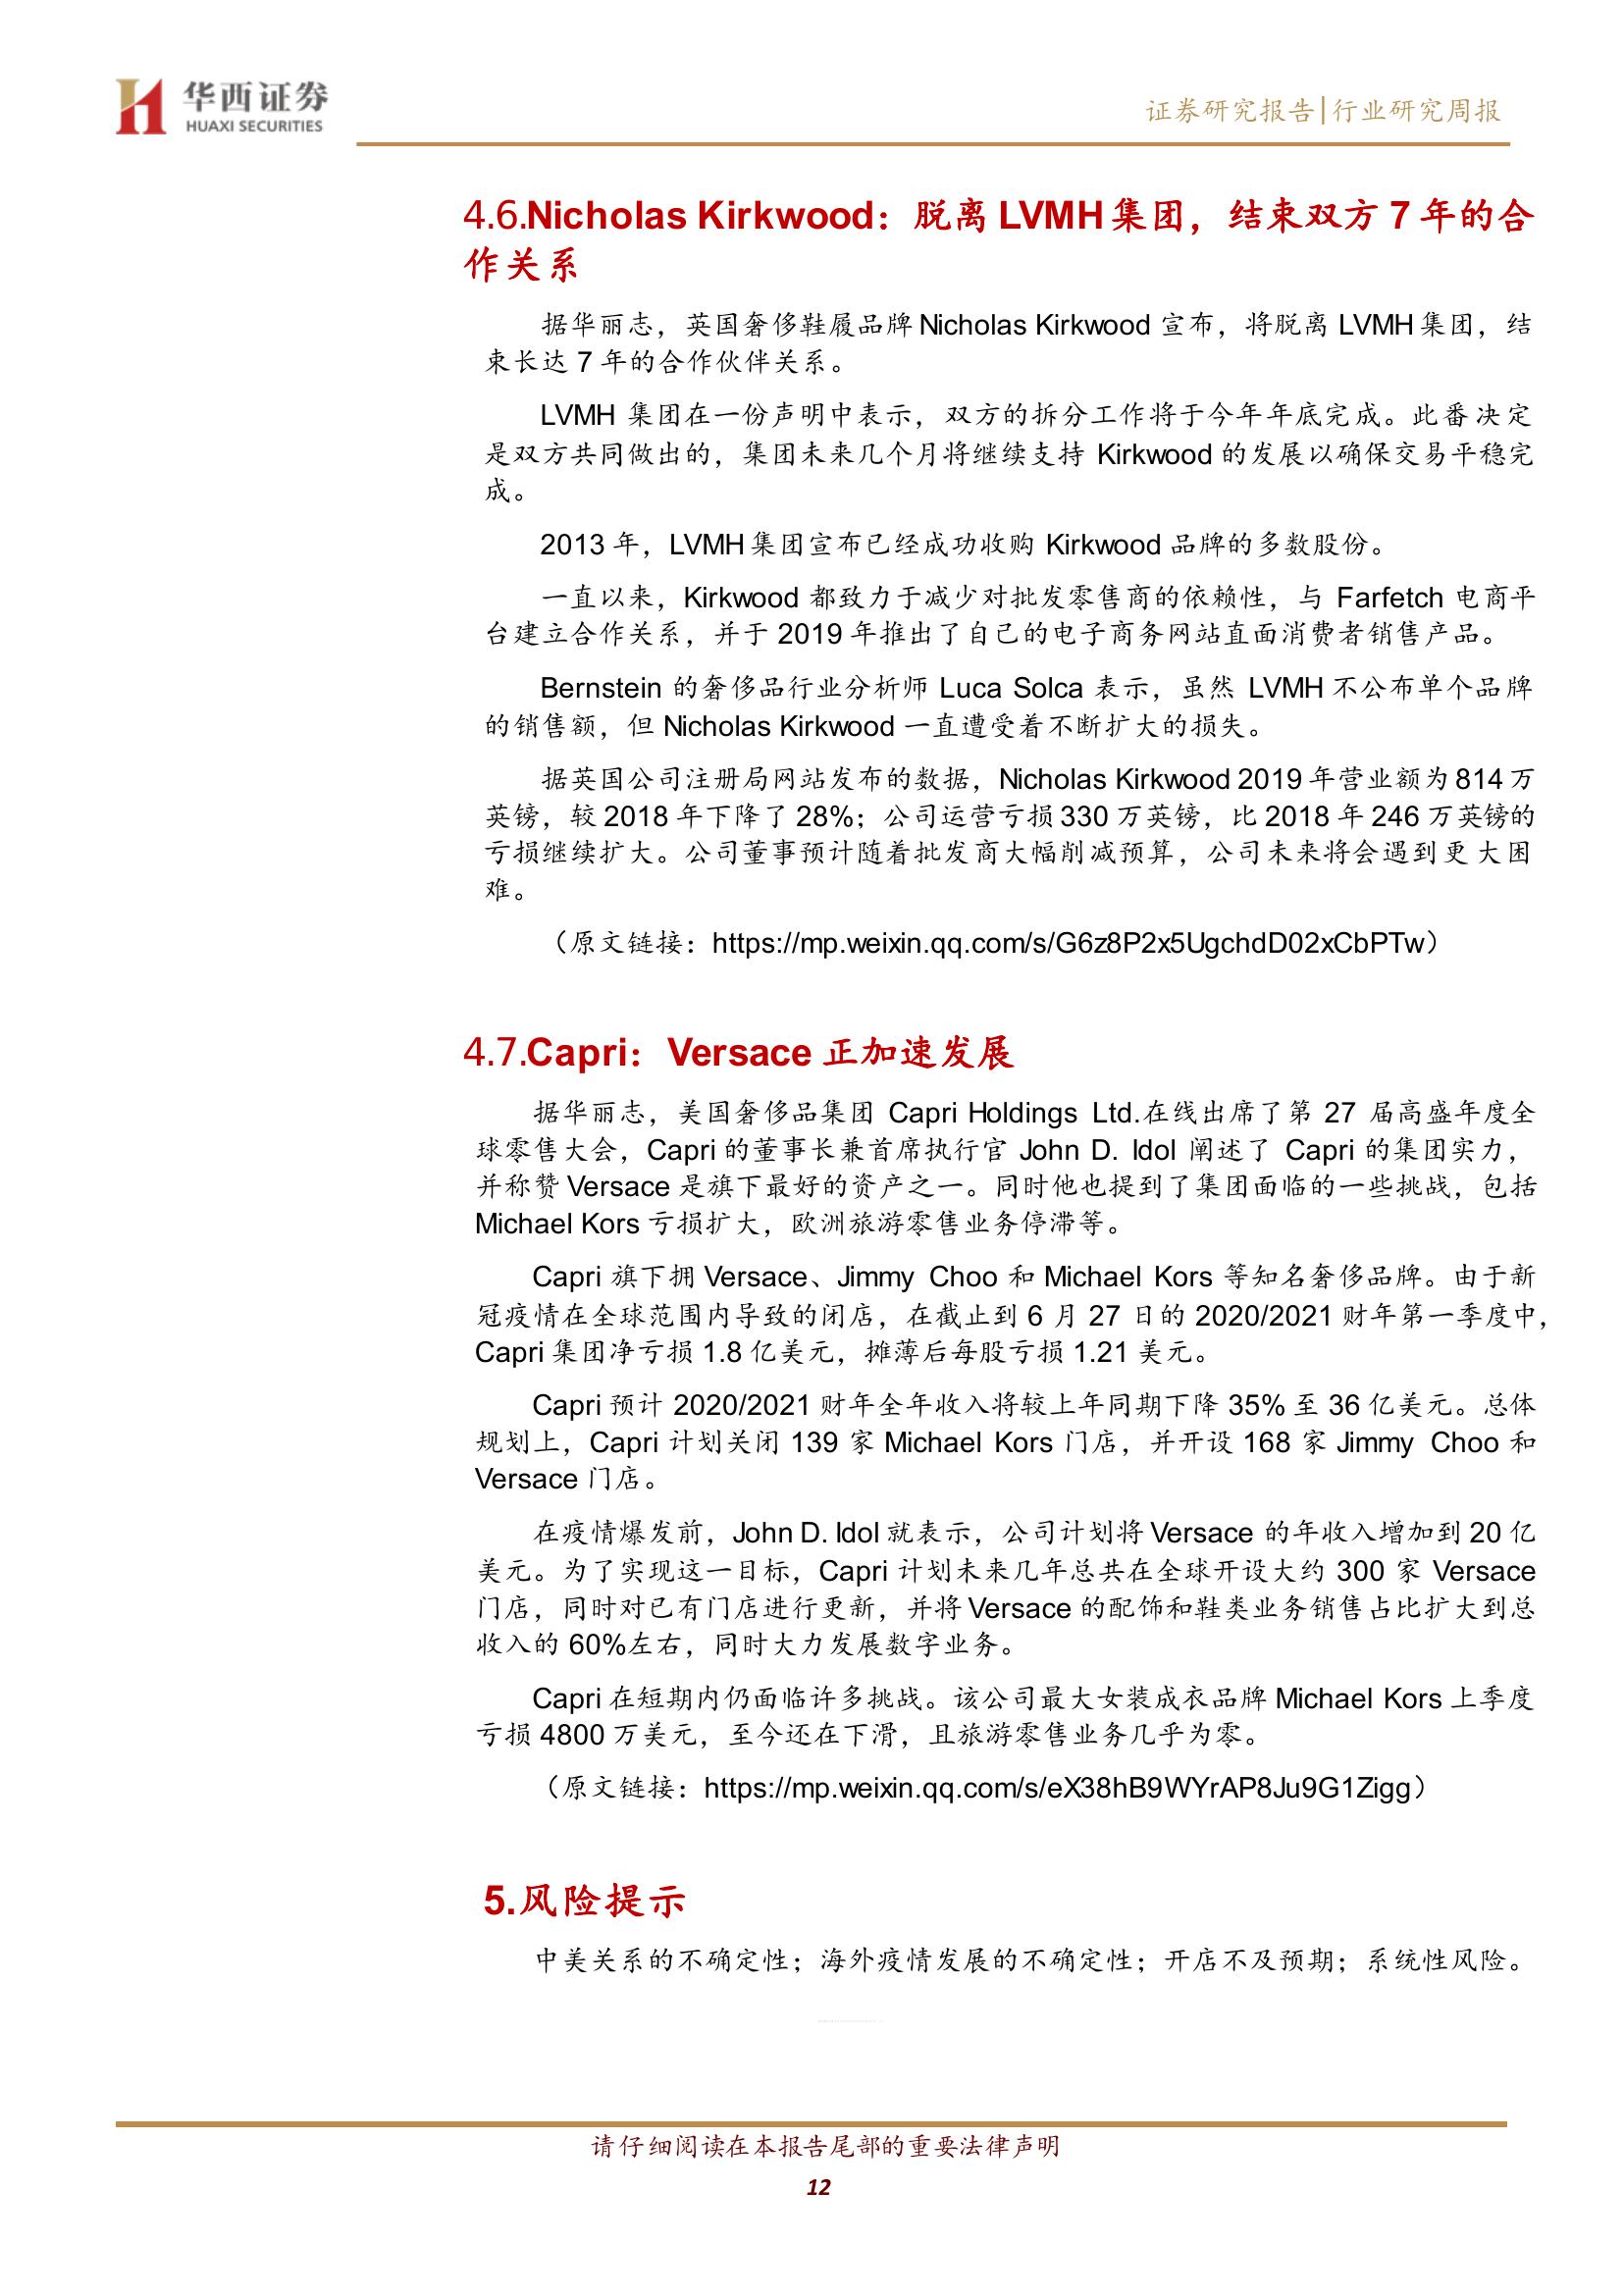 华西证券
HUAXI SECURITIES
证券研究报告|行业研究周报
4.6.Nicholas Kirkwood：脱离 LVMH 集团，结束双方 7 年的合
作关系
据华丽志，英国奢侈鞋履品牌 Nicholas Kirkwood 宣布，将脱离 LVMH 集团，结
束长达 7 年的合作伙伴关系。
LVMH 集团在一份声明中表示，双方的拆分工作将于今年年底完成。此番决定
是双方共同做出的，集团未来几个月将继续支持 Kirkwood 的发展以确保交易平稳完
成。
2013 年，LVMH 集团宣布已经成功收购 Kirkwood 品牌的多数股份。
一直以来，Kirkwood 都致力于减少对批发零售商的依赖性，与 Farfetch 电商平
台建立合作关系，并于 2019 年推出了自己的电子商务网站直面消费者销售产品。
Bernstein 的奢侈品行业分析师 Luca Solca 表示，虽然 LVMH 不公布单个品牌
的销售额，但 Nicholas Kirkwood 一直遭受着不断扩大的损失。
据英国公司注册局网站发布的数据，Nicholas Kirkwood 2019 年营业额为 814 万
英镑，较 2018 年下降了 28%；公司运营亏损 330 万英镑，比 2018 年 246 万英镑的
亏损继续扩大。公司董事预计随着批发商大幅削减预算，公司未来将会遇到更大困
难。
（原文链接：https://mp.weixin.qq.com/s/G6z8P2x5UgchdD02xCbPTw）
4.7.Capri：Versace 正加速发展
据华丽志，美国奢侈品集团 Capri Holdings Ltd.在线出席了第 27 届高盛年度全
球零售大会，Capri 的董事长兼首席执行官 John D. Idol 阐述了 Capri 的集团实力，
并称赞 Versace 是旗下最好的资产之一。同时他也提到了集团面临的一些挑战，包括
Michael Kors 亏损扩大，欧洲旅游零售业务停滞等。
Capri 旗下拥 Versace、Jimmy Choo 和 Michael Kors 等知名奢侈品牌。由于新
冠疫情在全球范围内导致的闭店，在截止到 6 月 27 日的 2020/2021 财年第一季度中，
Capri 集团净亏损 1.8 亿美元，摊薄后每股亏损 1.21 美元。
Capri 预计 2020/2021 财年全年收入将较上年同期下降 35% 至 36 亿美元。总体
规划上，Capri 计划关闭 139 家 Michael Kors 门店，并开设 168 家 Jimmy Choo 和
Versace 门店。
在疫情爆发前，John D. Idol 就表示，公司计划将 Versace 的年收入增加到 20 亿
美元。为了实现这一目标，Capri 计划未来几年总共在全球开设大约 300 家 Versace
门店，同时对已有门店进行更新，并将 Versace 的配饰和鞋类业务销售占比扩大到总
收入的 60%左右，同时大力发展数字业务。
Capri 在短期内仍面临许多挑战。该公司最大女装成衣品牌 Michael Kors 上季度
亏损 4800 万美元，至今还在下滑，且旅游零售业务几乎为零。
（原文链接：https://mp.weixin.qq.com/s/eX38hB9WYrAP8Ju9G1Zigg）
5.风险提示
中美关系的不确定性；海外疫情发展的不确定性；开店不及预期；系统性风险。
请仔细阅读在本报告尾部的重要法律声明
12